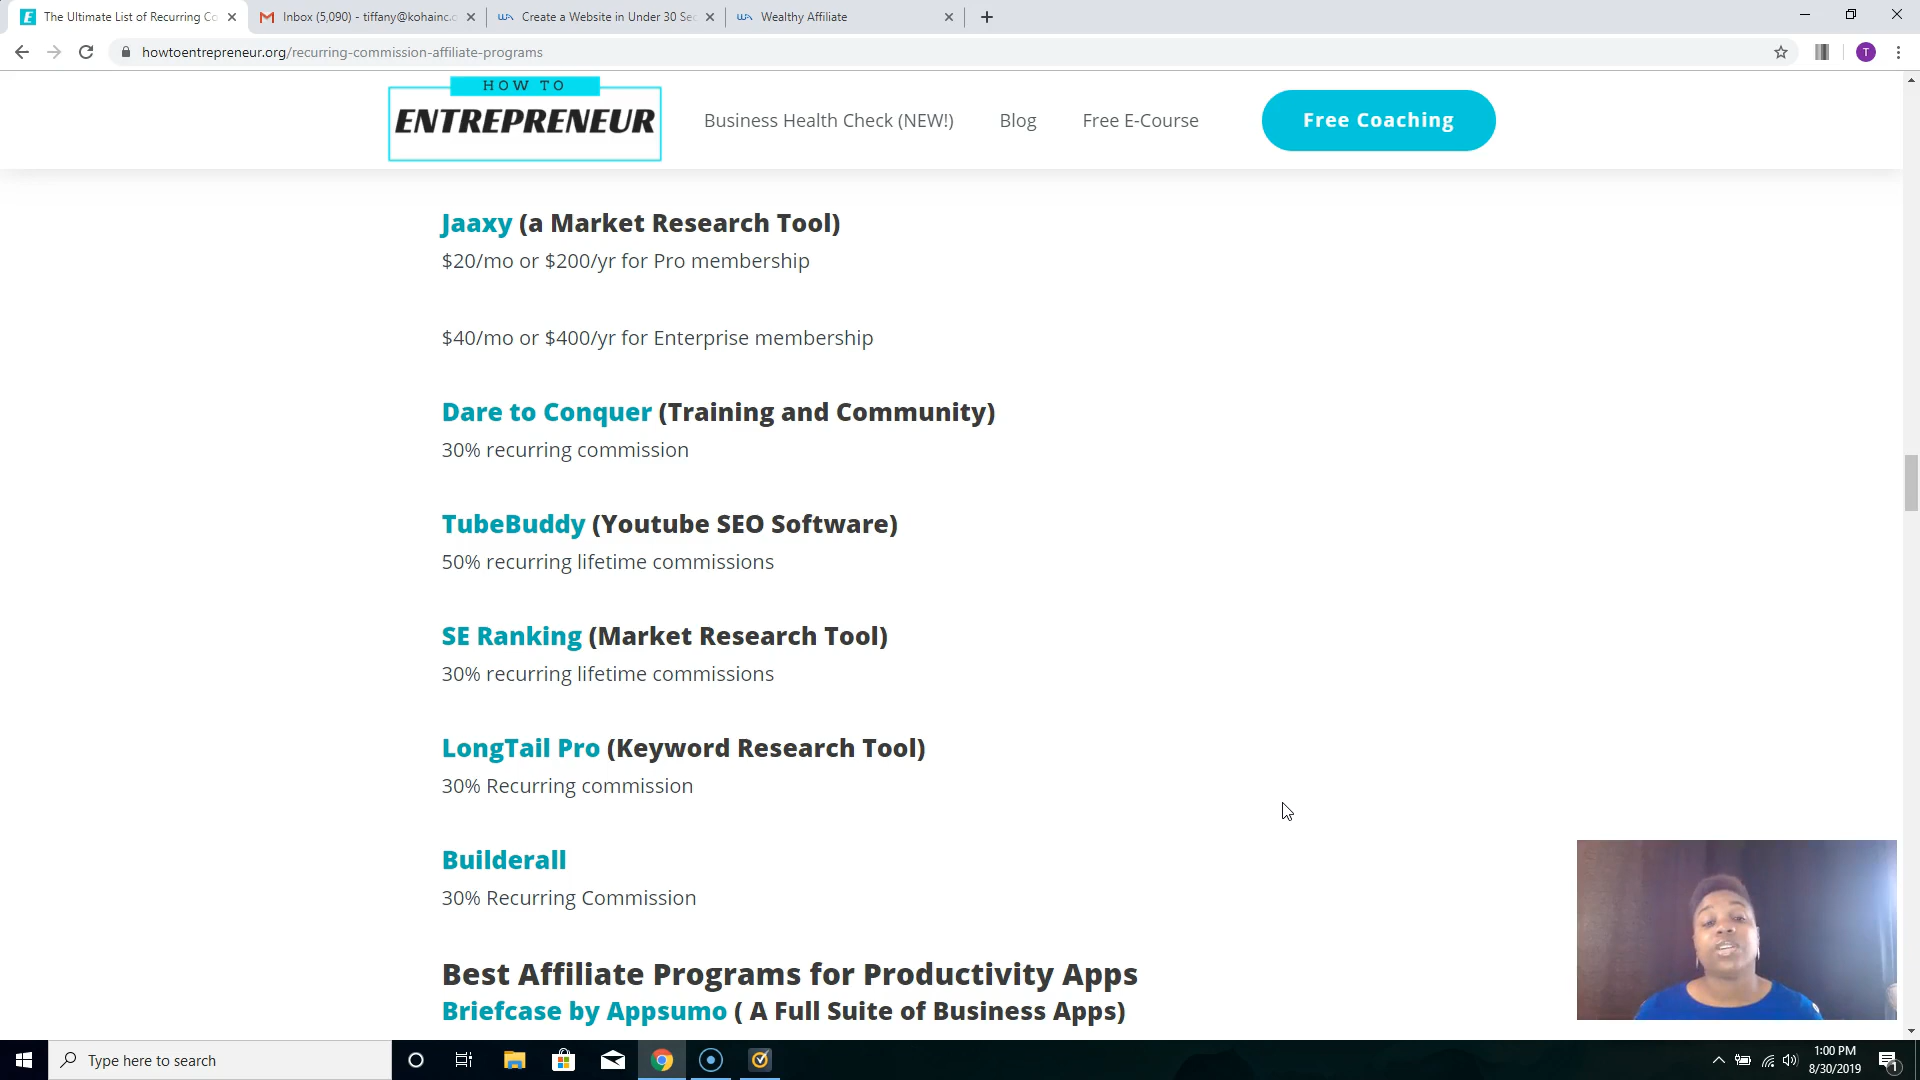 The Ultimate List of Recurring Co
Inbox (5,090) - tiffany@kohainc.c
Create a Website in Under 30 Sec
Wealthy Affiliate
howtoentrepreneur.org/recurring-commission-affiliate-programs
T
HOW TO
ENTREPRENEUR
Business Health Check (NEW!)
Blog
Free E-Course
Free Coaching
Jaaxy (a Market Research Tool)
$20/mo or $200/yr for Pro membership
$40/mo or $400/yr for Enterprise membership
Dare to Conquer (Training and Community)
30% recurring commission
TubeBuddy (Youtube SEO Software)
50% recurring lifetime commissions
SE Ranking (Market Research Tool)
30% recurring lifetime commissions
LongTail Pro (Keyword Research Tool)
30% Recurring commission
Builderall
30% Recurring Commission
Best Affiliate Programs for Productivity Apps
Briefcase by Appsumo ( A Full Suite of Business Apps)
Type here to search
1:00 PM
8/30/2019
1